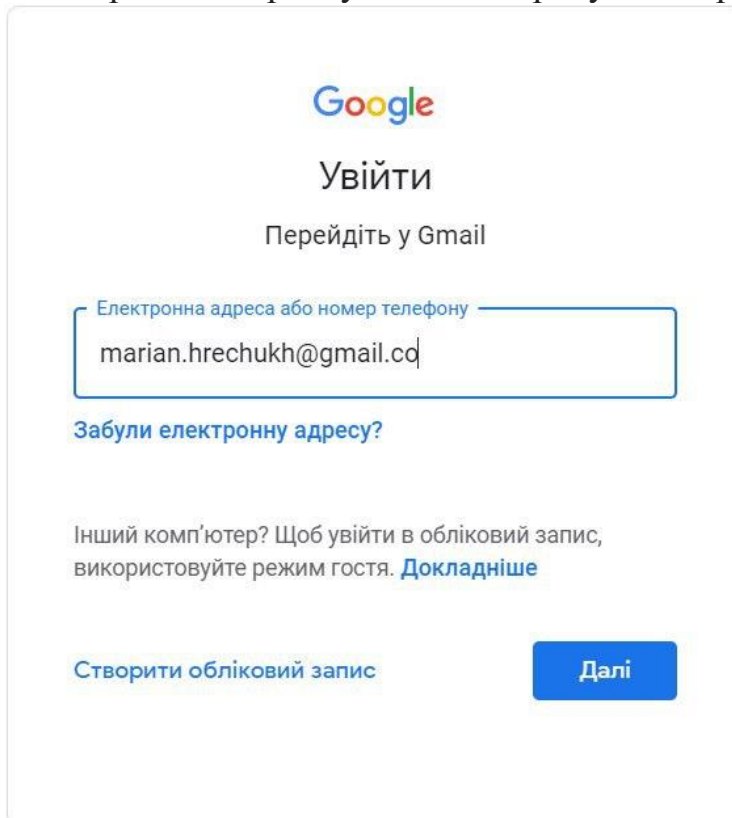 Google
Увійти
Перейдіть у Gmail
Електронна адреса або номер телефону
marian.hrechukh@gmail.co
Забули електронну адресу?
Інший комп’ютер? Щоб увійти в обліковий запис,
використовуйте режим гостя. Докладніше
Створити обліковий запис
Далі